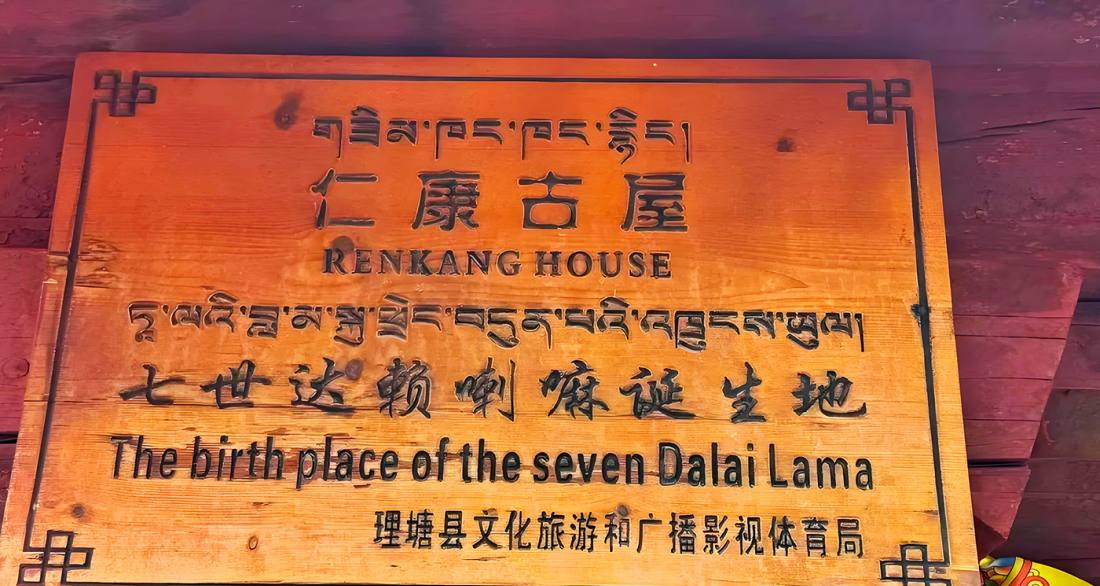 གཟིམ་ཁང་ཁང་རྙིང།
仁康古屋
RENKANG HOUSE
ཏཱ་ལའི་བླ་མ་སྐུ་ཕྲེང་བདུན་པའི་འཁྲུངས་ཡུལ།
七世达赖喇嘛诞生地
The birth place of the seven Dalai Lama
理塘县文化旅游和广播影视体育局